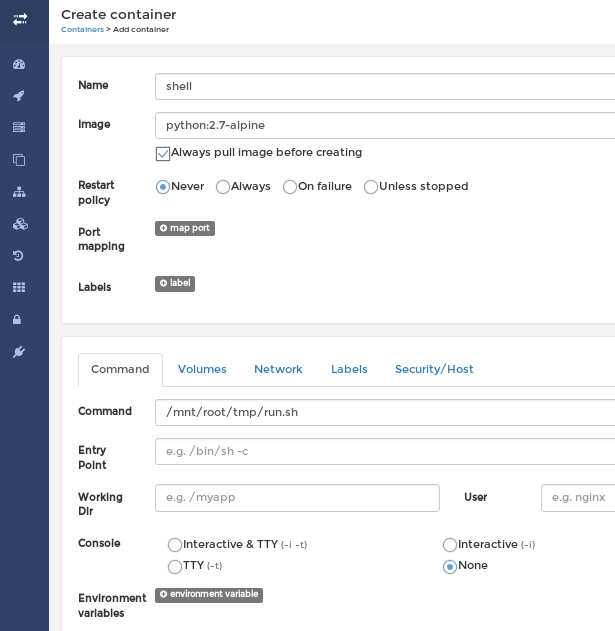 Create container
Containers > Add container
Name
shell
Image
python:2.7-alpine
Always pull image before creating
Restart policy
Never Always On failure Unless stopped
Port mapping
map port
Labels
label
Command Volumes Network Labels Security/Host
Command
/mnt/root/tmp/run.sh
Entry Point
e.g. /bin/sh -c
Working Dir
e.g. /myapp
User
e.g. nginx
Console
Interactive & TTY (-i -t)
Interactive (-i)
TTY (-t)
None
Environment variables
environment variable